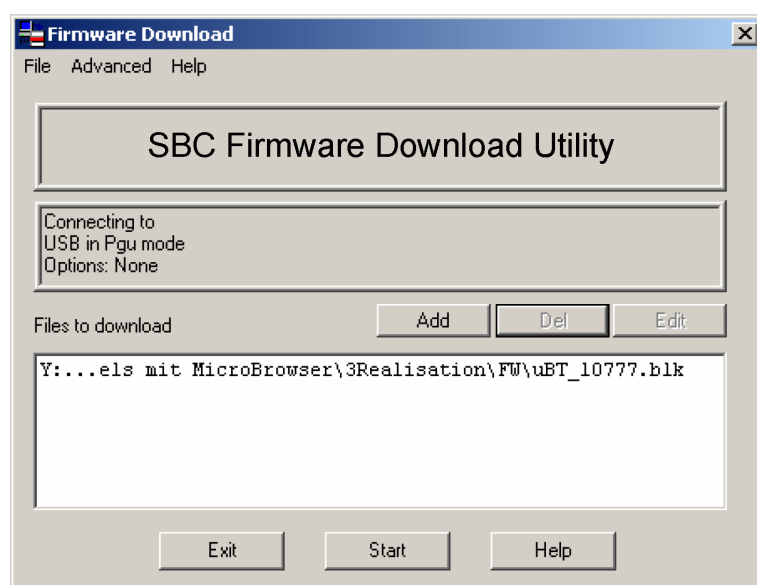 Firmware Download
File Advanced Help
SBC Firmware Download Utility
Connecting to
USB in Pgu mode
Options: None
Files to download
Add Del Edit
Y:...els mit MicroBrowser\3Realisation\FW\uBT_10777.blk
Exit Start Help